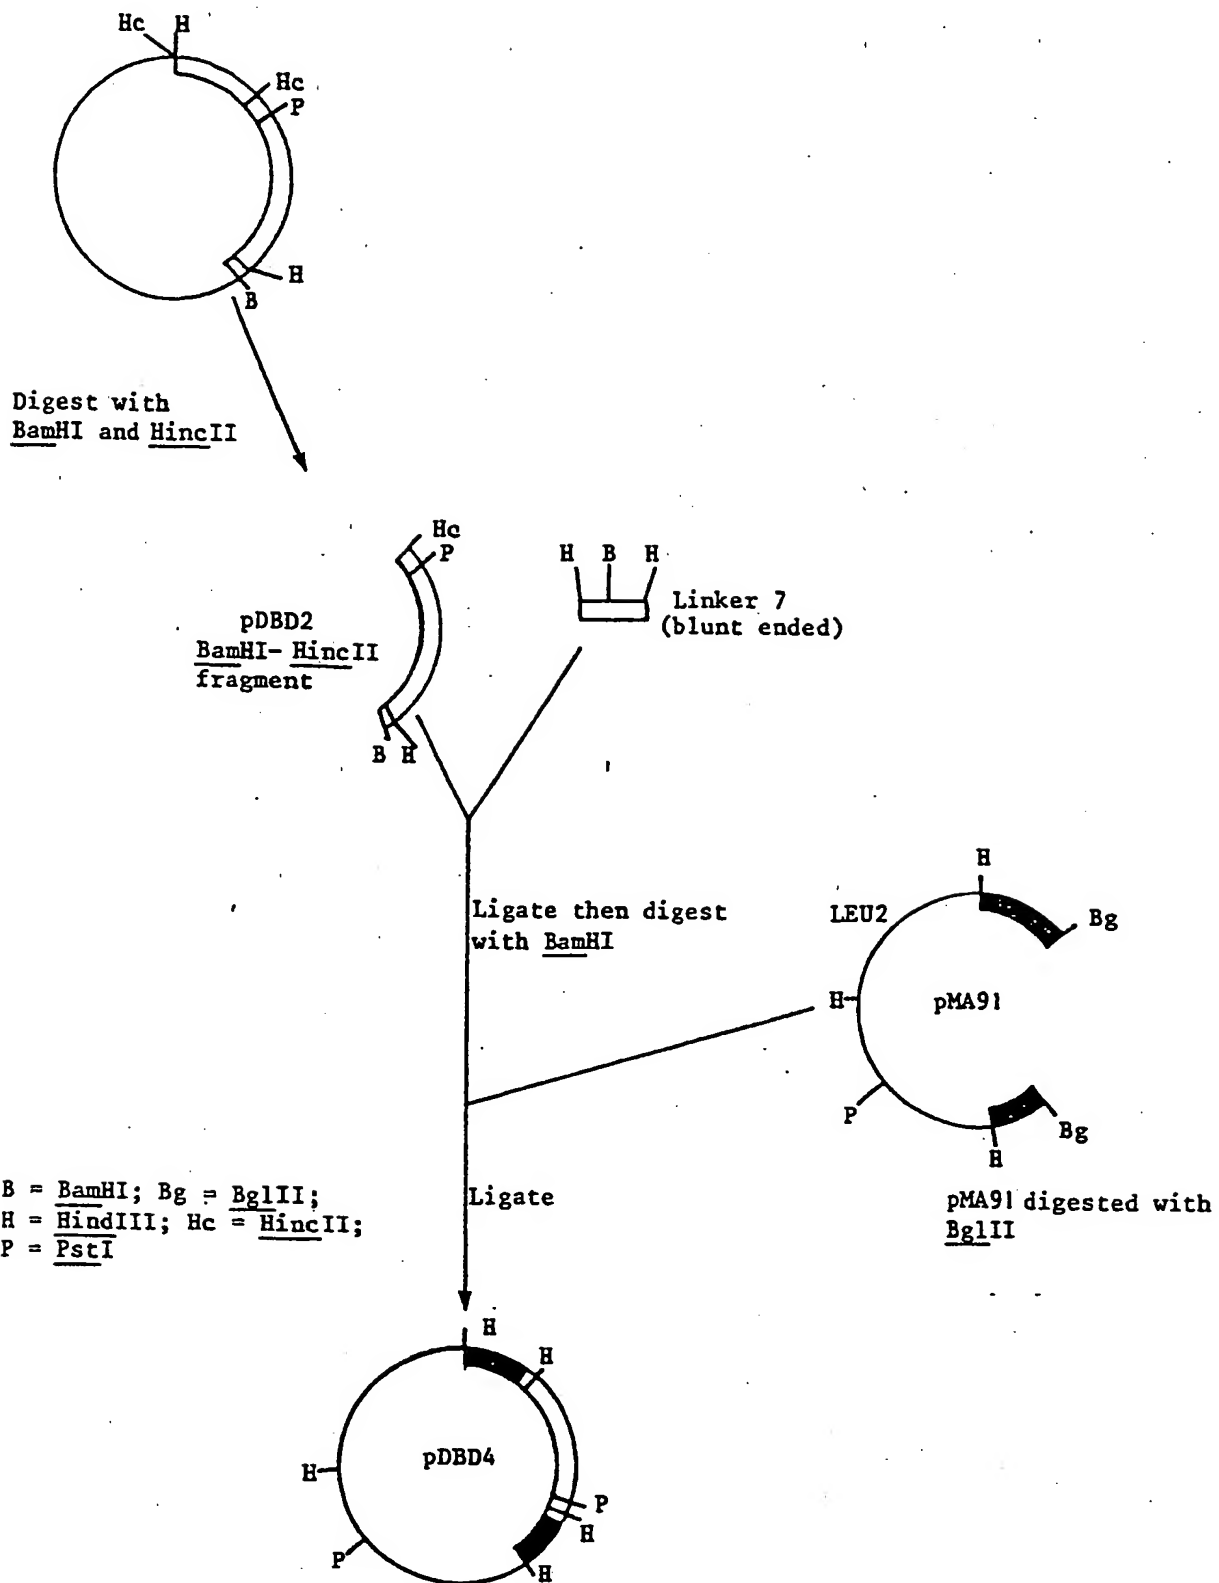 Hc H
Hc
P
H
B
Digest with
BamHI and HincII
Hc
P
pDBD2
BamHI- HincII
fragment
B H
H B H
Linker 7
(blunt ended)
Ligate then digest
with BamHI
H
LEU2
Bg
H
pMA91
P
Bg
H
pMA91 digested with
BglII
B = BamHI; Bg = BglII;
H = HindIII; Hc = HincII;
P = PstI
Ligate
H
H
H
pDBD4
P
H
P
H